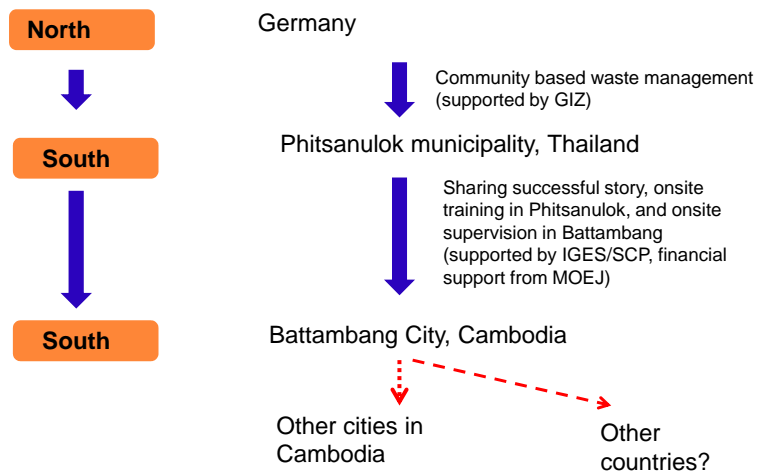 North
Germany
Community based waste management
(supported by GIZ)
South
Phitsanulok municipality, Thailand
Sharing successful story, onsite
training in Phitsanulok, and onsite
supervision in Battambang
(supported by IGES/SCP, financial
support from MOEJ)
South
Battambang City, Cambodia
Other cities in
Cambodia
Other
countries?